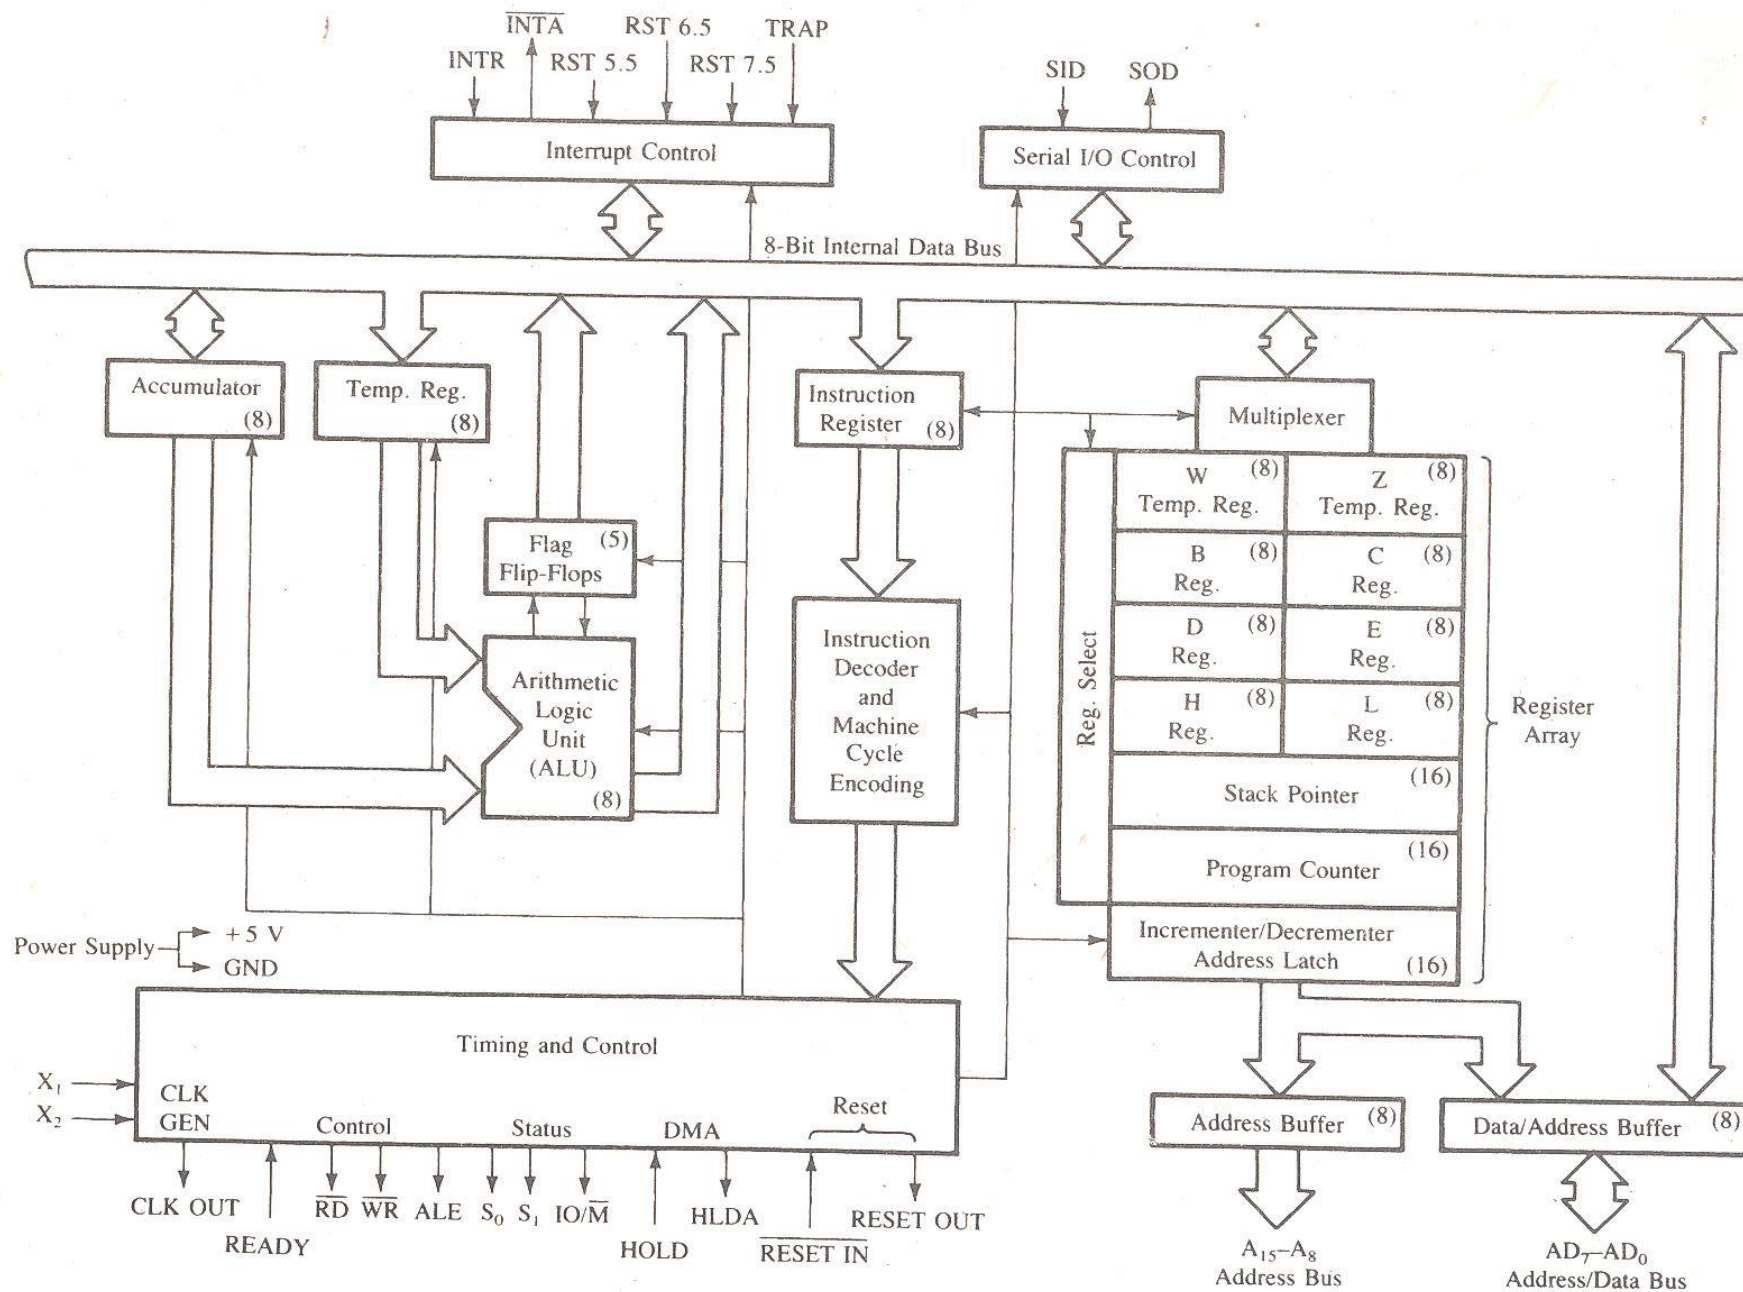 INTA
RST 6.5
TRAP
INTR
RST 5.5
RST 7.5
SID
SOD
Interrupt Control
Serial I/O Control
8-Bit Internal Data Bus
Accumulator
(8)
Temp. Reg.
(8)
Instruction
Register
(8)
Multiplexer
Flag
(5)
Flip-Flops
Arithmetic
Logic
Unit
(ALU)
(8)
Instruction
Decoder
and
Machine
Cycle
Encoding
Reg. Select
W
(8)
Temp. Reg.
Z
(8)
Temp. Reg.
B
(8)
Reg.
C
(8)
Reg.
D
(8)
Reg.
E
(8)
Reg.
H
(8)
Reg.
L
(8)
Reg.
Stack Pointer
(16)
Program Counter
(16)
Incrementer/Decrementer
Address Latch
(16)
Register
Array
Power Supply
+5 V
GND
Timing and Control
X₁
X₂
CLK
GEN
Control
Status
DMA
Reset
CLK OUT
READY
RD
WR
ALE
S₀
S₁
IO/M
HOLD
HLDA
RESET IN
RESET OUT
Address Buffer
(8)
Data/Address Buffer
(8)
A₁₅–A₈
Address Bus
AD₇–AD₀
Address/Data Bus